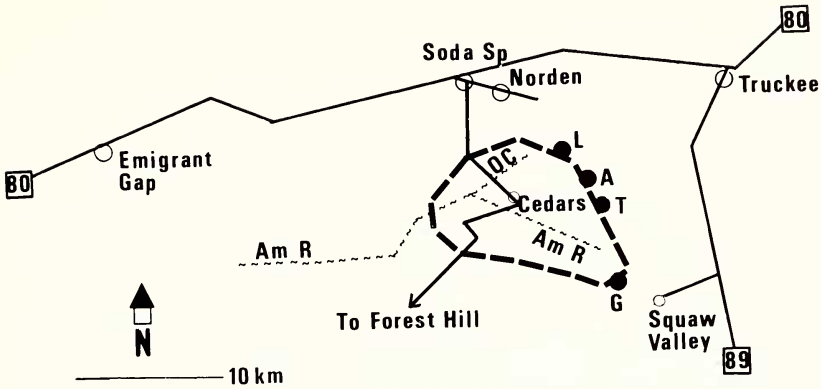 80
Soda Sp
Norden
Truckee
80
Emigrant
Gap
L
OC
A
Cedars
T
Am R
Am R
G
To Forest Hill
Squaw
Valley
N
10 km
89